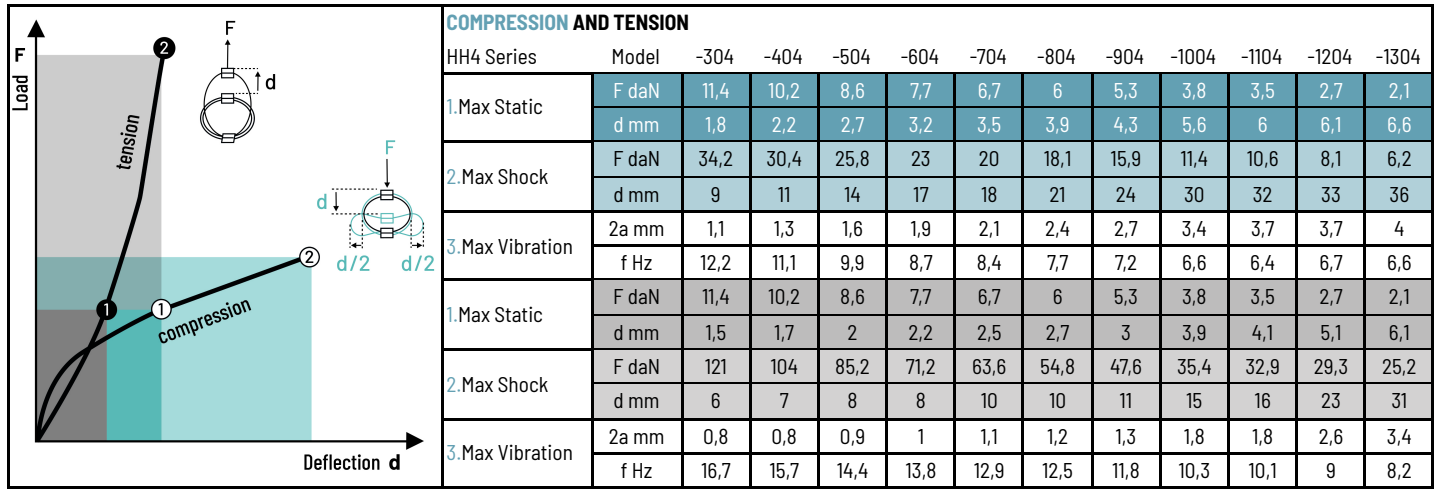 F
Load
2
tension
F
d
F
d
d/2 d/2
2
1
1
compression
Deflection d
COMPRESSION AND TENSION
HH4 Series Model -304 -404 -504 -604 -704 -804 -904 -1004 -1104 -1204 -1304
1.Max Static
F daN 11,4 10,2 8,6 7,7 6,7 6 5,3 3,8 3,5 2,7 2,1
d mm 1,8 2,2 2,7 3,2 3,5 3,9 4,3 5,6 6 6,1 6,6
2.Max Shock
F daN 34,2 30,4 25,8 23 20 18,1 15,9 11,4 10,6 8,1 6,2
d mm 9 11 14 17 18 21 24 30 32 33 36
3.Max Vibration
2a mm 1,1 1,3 1,6 1,9 2,1 2,4 2,7 3,4 3,7 3,7 4
f Hz 12,2 11,1 9,9 8,7 8,4 7,7 7,2 6,6 6,4 6,7 6,6
1.Max Static
F daN 11,4 10,2 8,6 7,7 6,7 6 5,3 3,8 3,5 2,7 2,1
d mm 1,5 1,7 2 2,2 2,5 2,7 3 3,9 4,1 5,1 6,1
2.Max Shock
F daN 121 104 85,2 71,2 63,6 54,8 47,6 35,4 32,9 29,3 25,2
d mm 6 7 8 8 10 10 11 15 16 23 31
3.Max Vibration
2a mm 0,8 0,8 0,9 1 1,1 1,2 1,3 1,8 1,8 2,6 3,4
f Hz 16,7 15,7 14,4 13,8 12,9 12,5 11,8 10,3 10,1 9 8,2